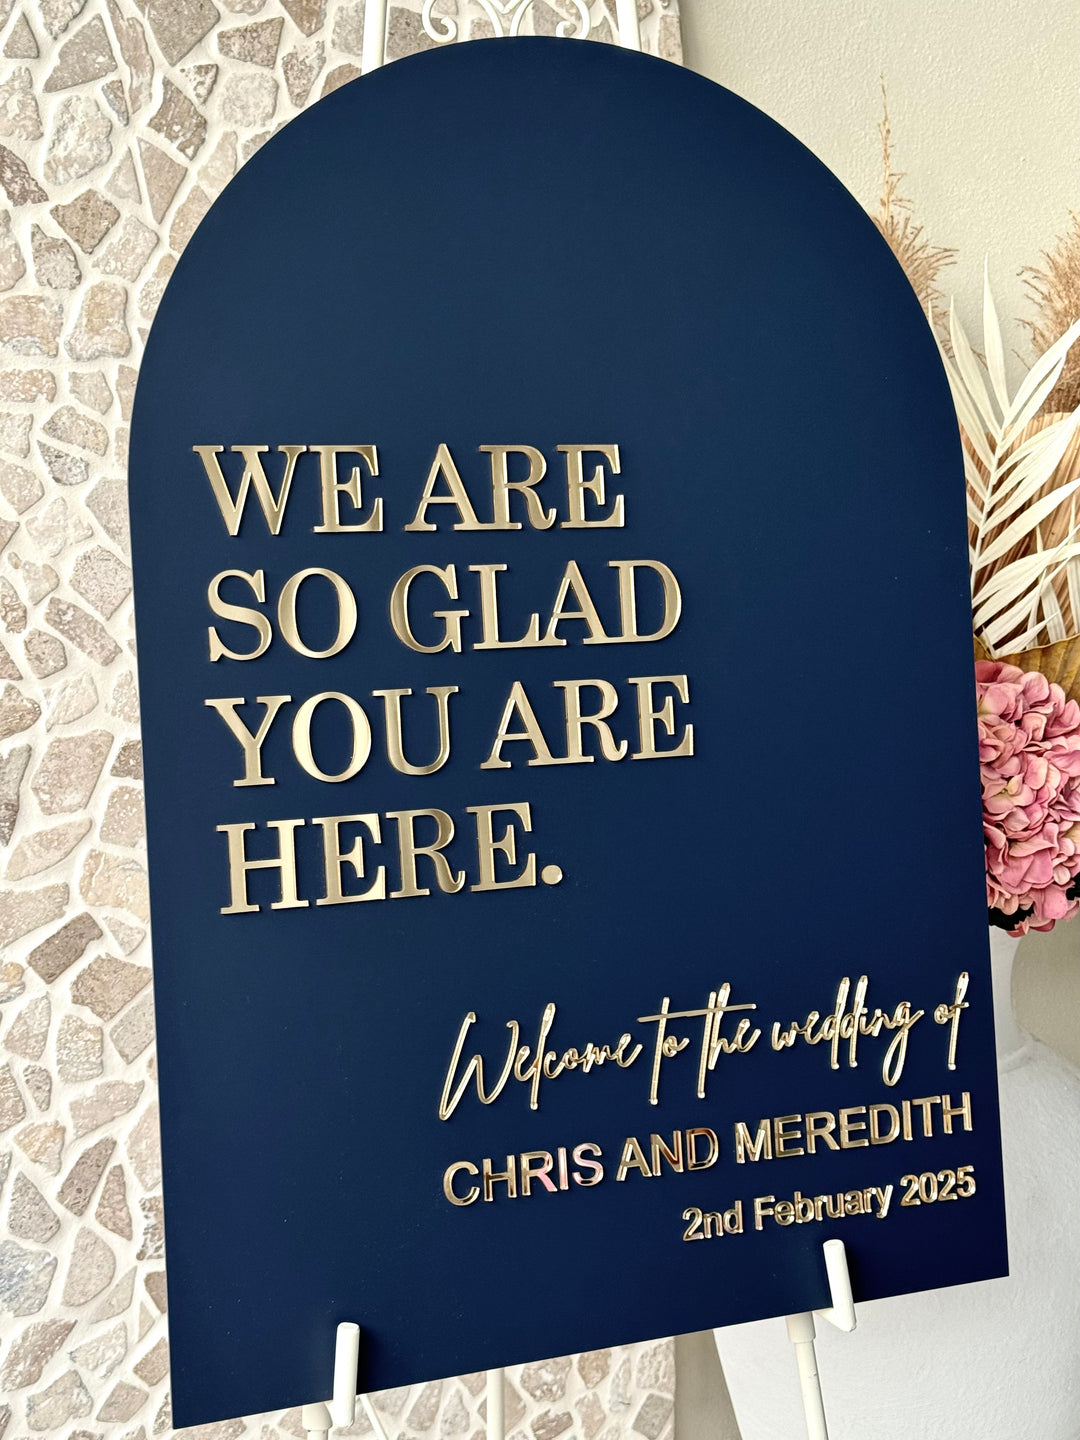 WE ARE
SO GLAD
YOU ARE
HERE.
Welcome to the wedding of
CHRIS AND MEREDITH
2nd February 2025